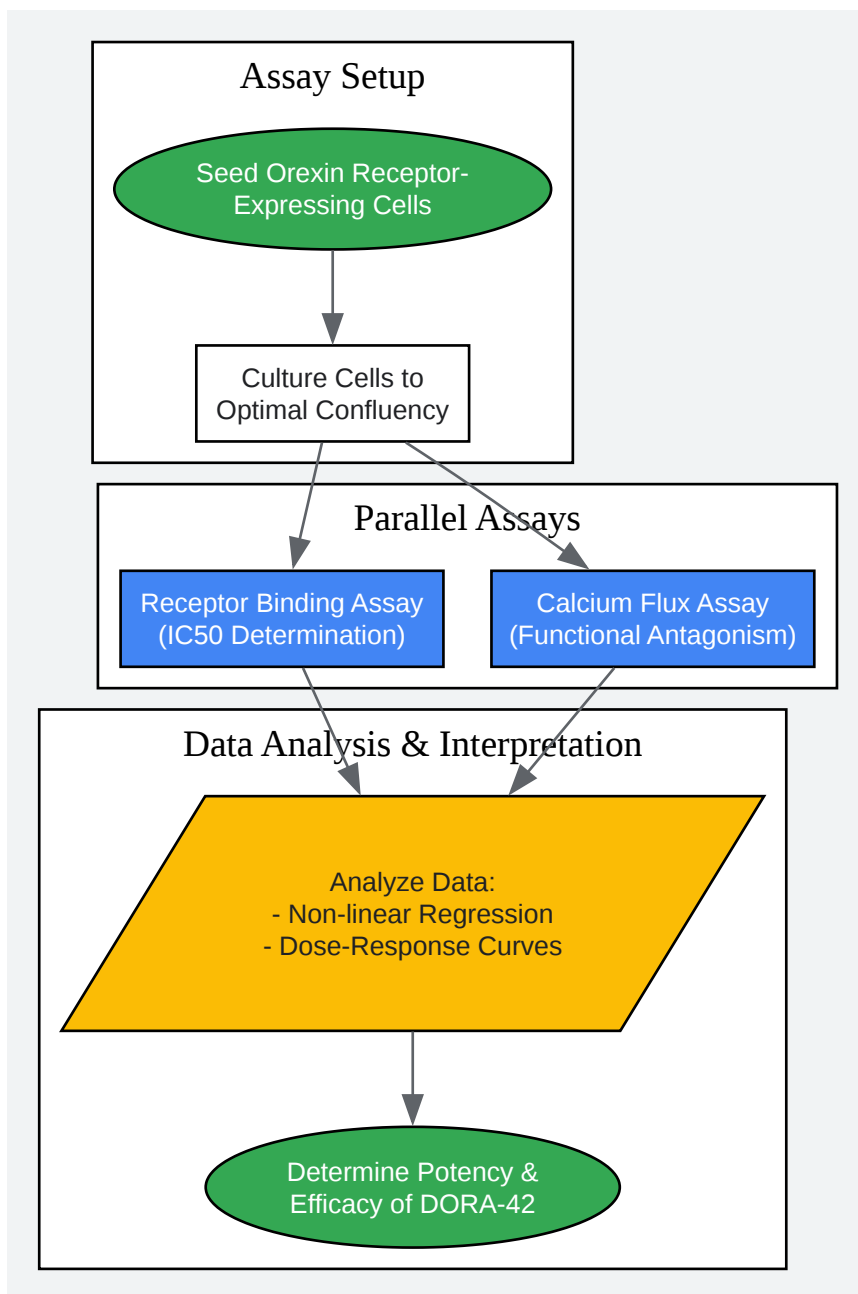 Assay Setup
Seed Orexin Receptor-
Expressing Cells
Culture Cells to
Optimal Confluency
Parallel Assays
Receptor Binding Assay
(IC50 Determination)
Calcium Flux Assay
(Functional Antagonism)
Data Analysis & Interpretation
Analyze Data:
- Non-linear Regression
- Dose-Response Curves
Determine Potency &
Efficacy of DORA-42